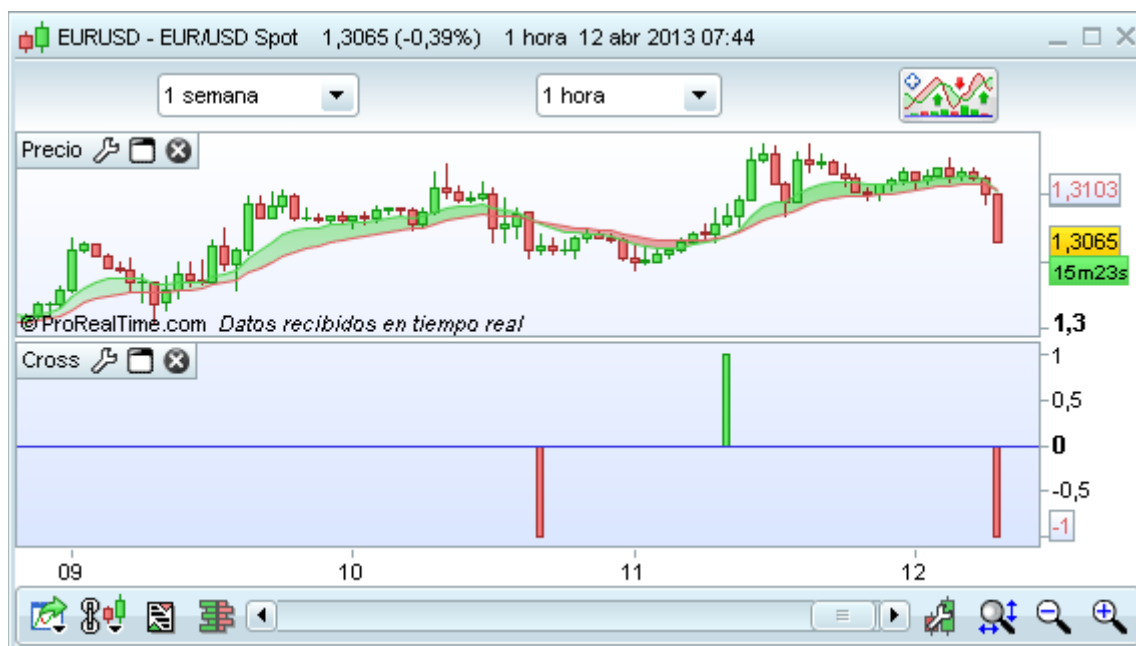 EURUSD - EUR/USD Spot 1,3065 (-0,39%) 1 hora 12 abr 2013 07:44
1 semana 1 hora
Precio
1,3103
1,3065
15m23s
© ProRealTime.com Datos recibidos en tiempo real
1,3
Cross
1
0,5
0
-0,5
-1
09 10 11 12